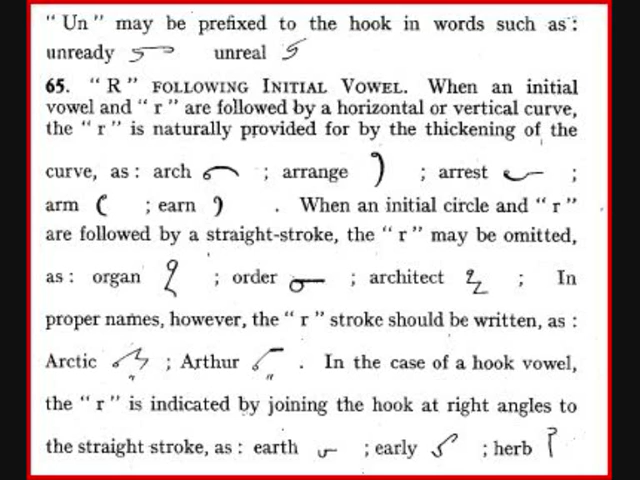 “ Un ” may be prefixed to the hook in words such as :
unready unreal
65. “ R ” FOLLOWING INITIAL VOWEL. When an initial
vowel and “ r ” are followed by a horizontal or vertical curve,
the “ r ” is naturally provided for by the thickening of the
curve, as : arch ; arrange ; arrest ;
arm ; earn . When an initial circle and “ r ”
are followed by a straight-stroke, the “ r ” may be omitted,
as : organ ; order ; architect ; In
proper names, however, the “ r ” stroke should be written, as :
Arctic ; Arthur . In the case of a hook vowel,
the “ r ” is indicated by joining the hook at right angles to
the straight stroke, as : earth ; early ; herb